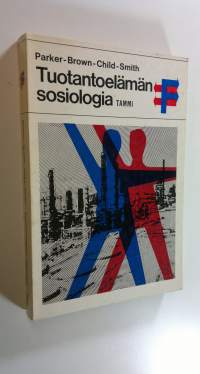 Parker-Brown-Child-Smith
Tuotantoelämän
sosiologia TAMMI